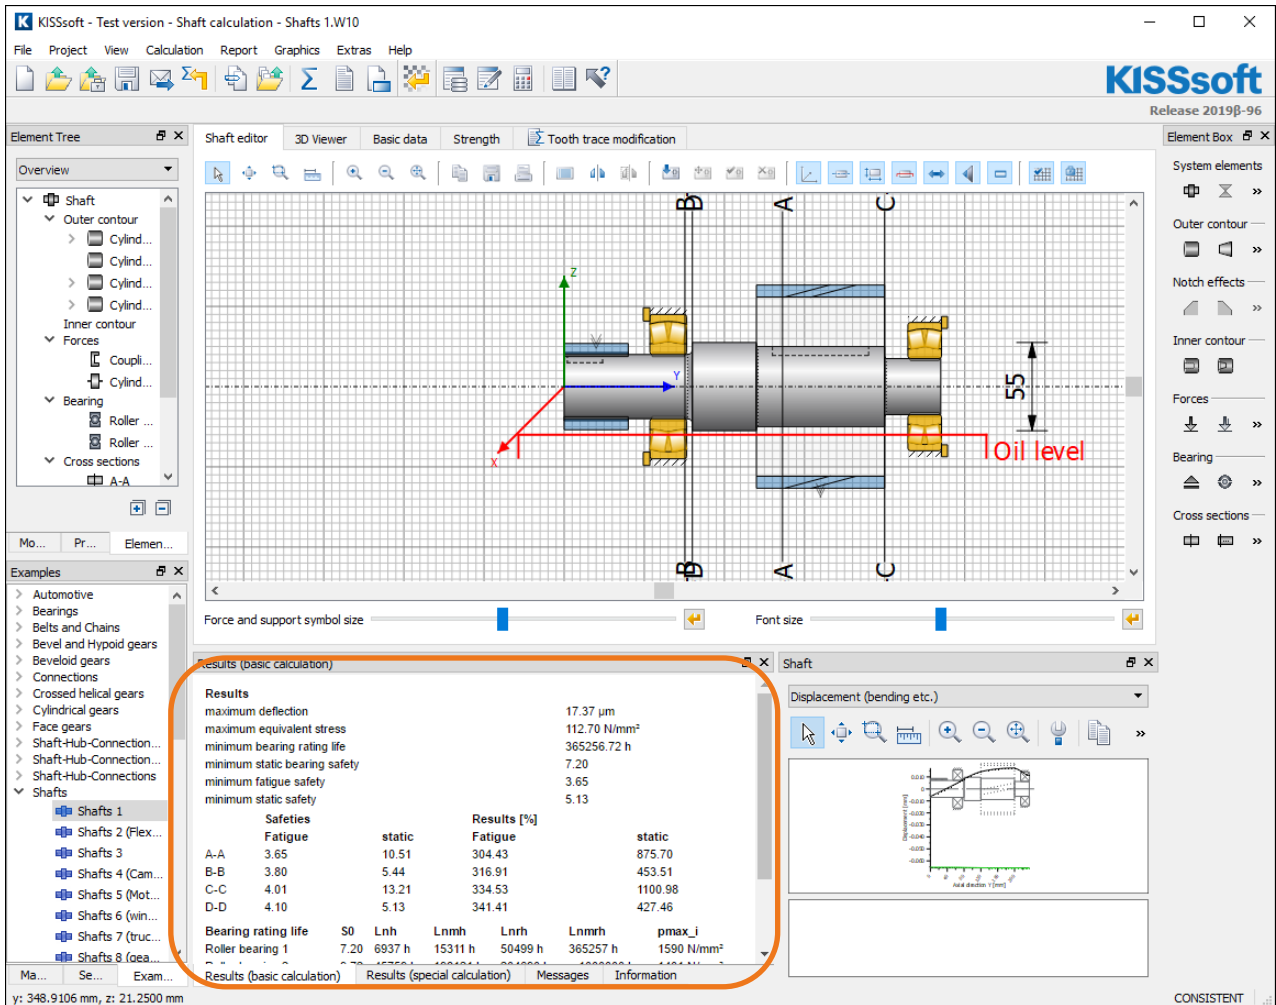 KISSsoft - Test version - Shaft calculation - Shafts 1.W10
File Project View Calculation Report Graphics Extras Help
KISSsoft
Release 2019β-96
Element Tree
Overview
Shaft
Outer contour
Cylind...
Cylind...
Cylind...
Cylind...
Inner contour
Forces
Coupli...
Cylind...
Bearing
Roller ...
Roller ...
Cross sections
A-A
Mo... Pr... Elemen...
Examples
Automotive
Bearings
Belts and Chains
Bevel and Hypoid gears
Beveloid gears
Connections
Crossed helical gears
Cylindrical gears
Face gears
Shaft-Hub-Connection...
Shaft-Hub-Connection...
Shaft-Hub-Connections
Shafts
Shafts 1
Shafts 2 (Flex...
Shafts 3
Shafts 4 (Cam...
Shafts 5 (Mot...
Shafts 6 (win...
Shafts 7 (truc...
Shafts 8 (gea...
Ma... Se... Exam...
Shaft editor 3D Viewer Basic data Strength Tooth trace modification
B D A C
Z
Y
X
55
Oil level
B D A C
Force and support symbol size Font size
Results (basic calculation)
Results
maximum deflection 17.37 µm
maximum equivalent stress 112.70 N/mm²
minimum bearing rating life 365256.72 h
minimum static bearing safety 7.20
minimum fatigue safety 3.65
minimum static safety 5.13
Safeties Results [%]
Fatigue static Fatigue static
A-A 3.65 10.51 304.43 875.70
B-B 3.80 5.44 316.91 453.51
C-C 4.01 13.21 334.53 1100.98
D-D 4.10 5.13 341.41 427.46
Bearing rating life S0 Lnh Lnmh Lnrh Lnmrh pmax_i
Roller bearing 1 7.20 6937 h 15311 h 50499 h 365257 h 1590 N/mm²
Results (basic calculation) Results (special calculation) Messages Information
Shaft
Displacement (bending etc.)
Displacement [mm]
Axial direction Y [mm]
Element Box
System elements
Outer contour
Notch effects
Inner contour
Forces
Bearing
Cross sections
y: 348.9106 mm, z: 21.2500 mm
CONSISTENT